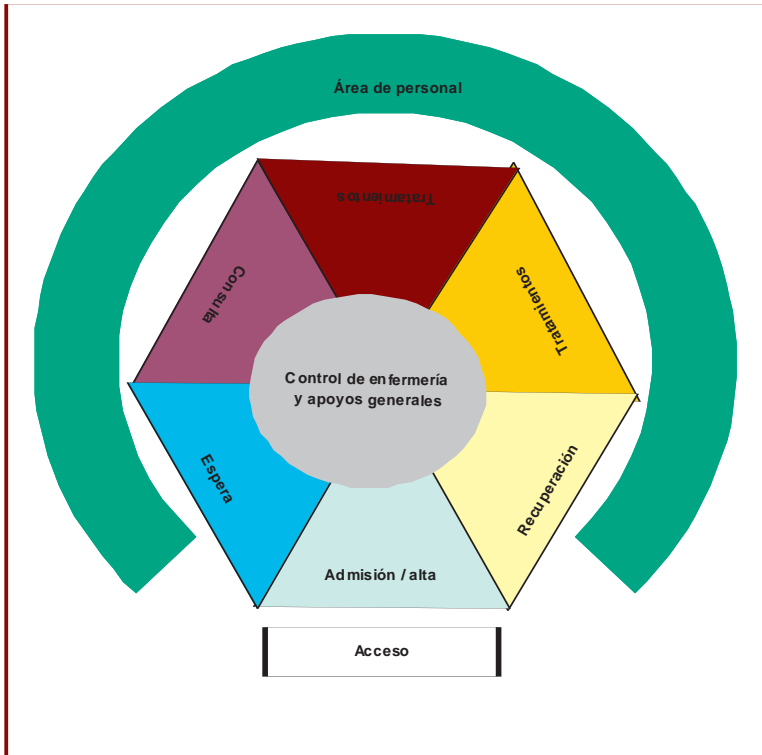 Área de personal
Tratamientos
Consulta
Tratamientos
Control de enfermería
y apoyos generales
Espera
Recuperación
Admisión / alta
Acceso